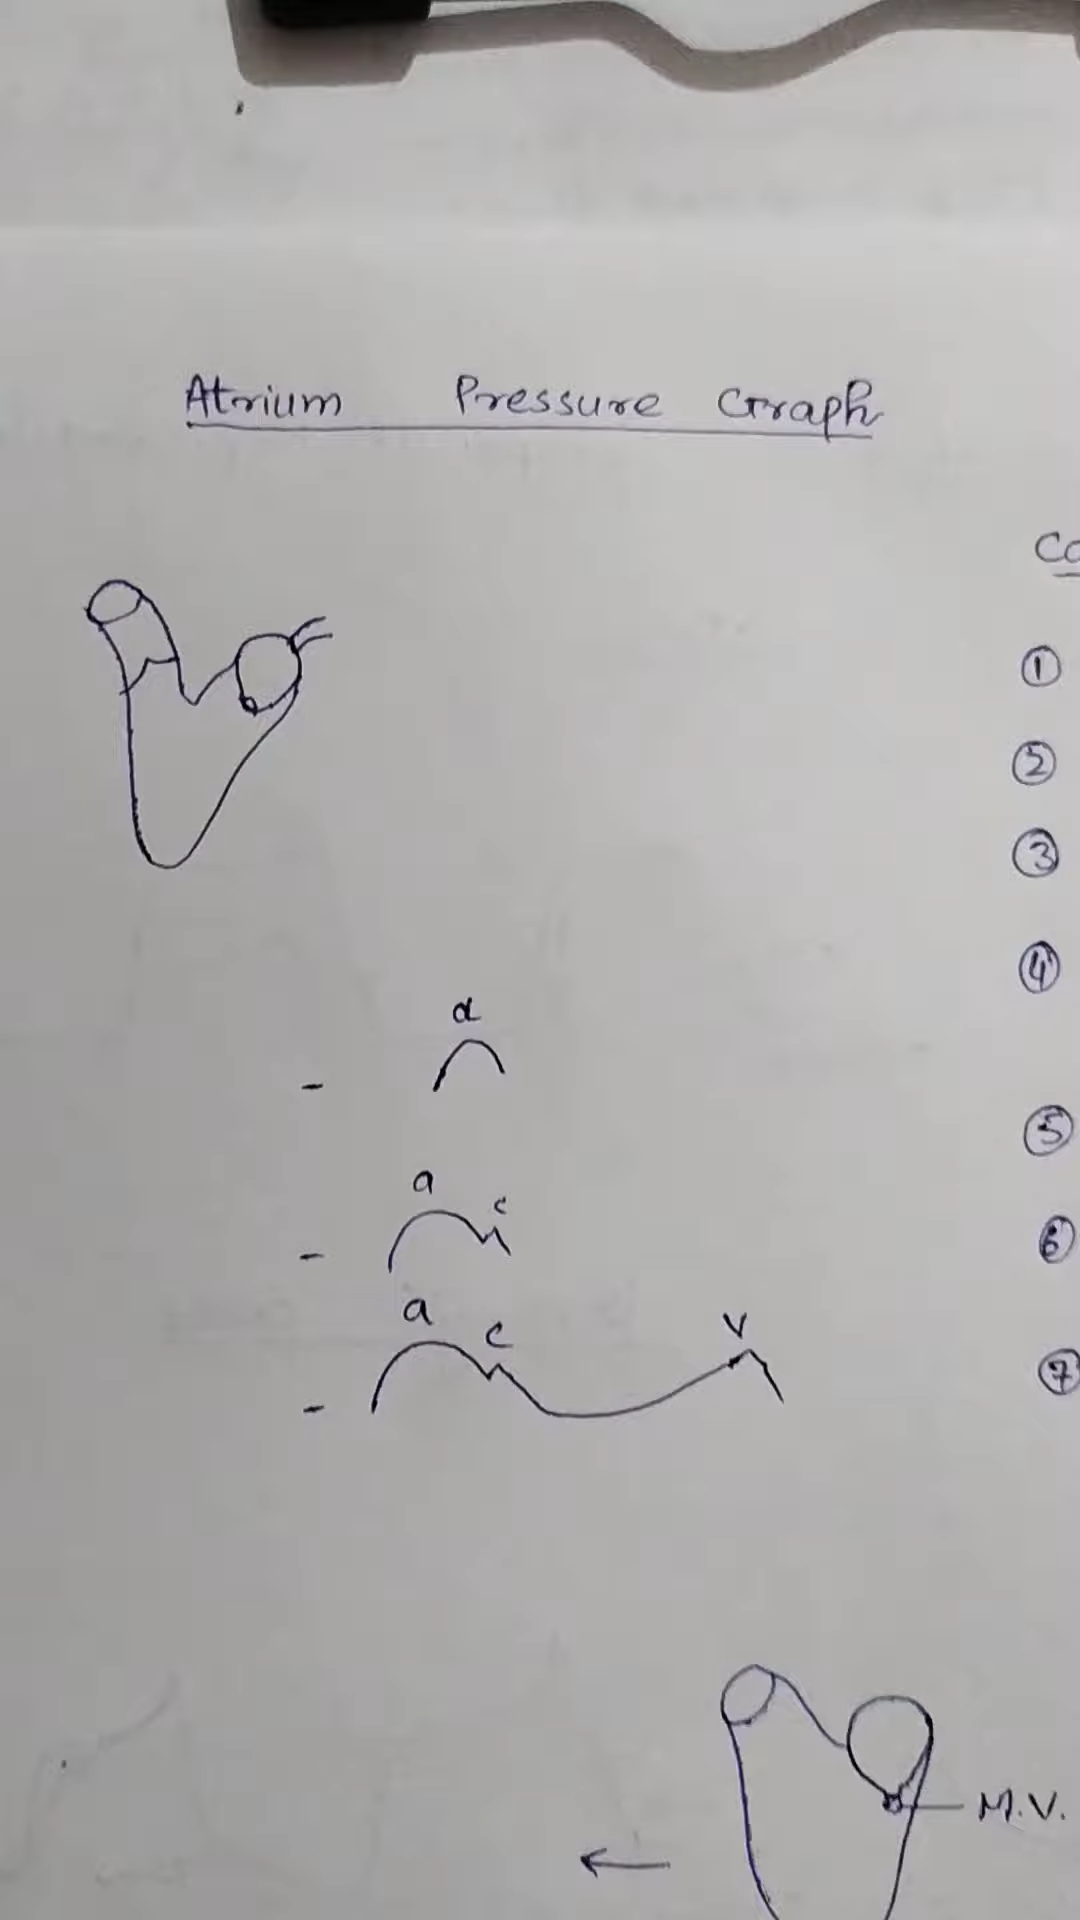 Atrium Pressure Graph
Co
①
②
③
④
a
⑤
a c
⑥
a c v
⑦
M.V.